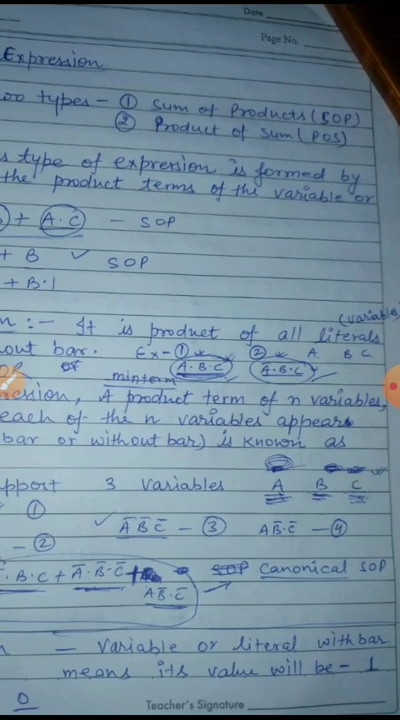 Date
Page No.
Expression
types - ① Sum of Products (SOP)
② Product of Sum (POS)
s type of expression is formed by
the product terms of the variable or
+ A.C - SOP
+ B ✓ SOP
+ B.1
(variable)
:- It is product of all literals
out bar. Ex - ① ② A B C
or minterm A.B.C A.B.C ✓
ession, A product term of n variables,
each of the n variables appears
bar or without bar) is known as
pport 3 variables A B C
①
✓ A̅ B̅ C̅ - ③ A B̅.C̅ - ④
- ②
.B.C + A̅.B̅.C̅ + SOP Canonical SOP
A B̅.C̅
- Variable or literal with bar
means its value will be - 1
0
Teacher's Signature